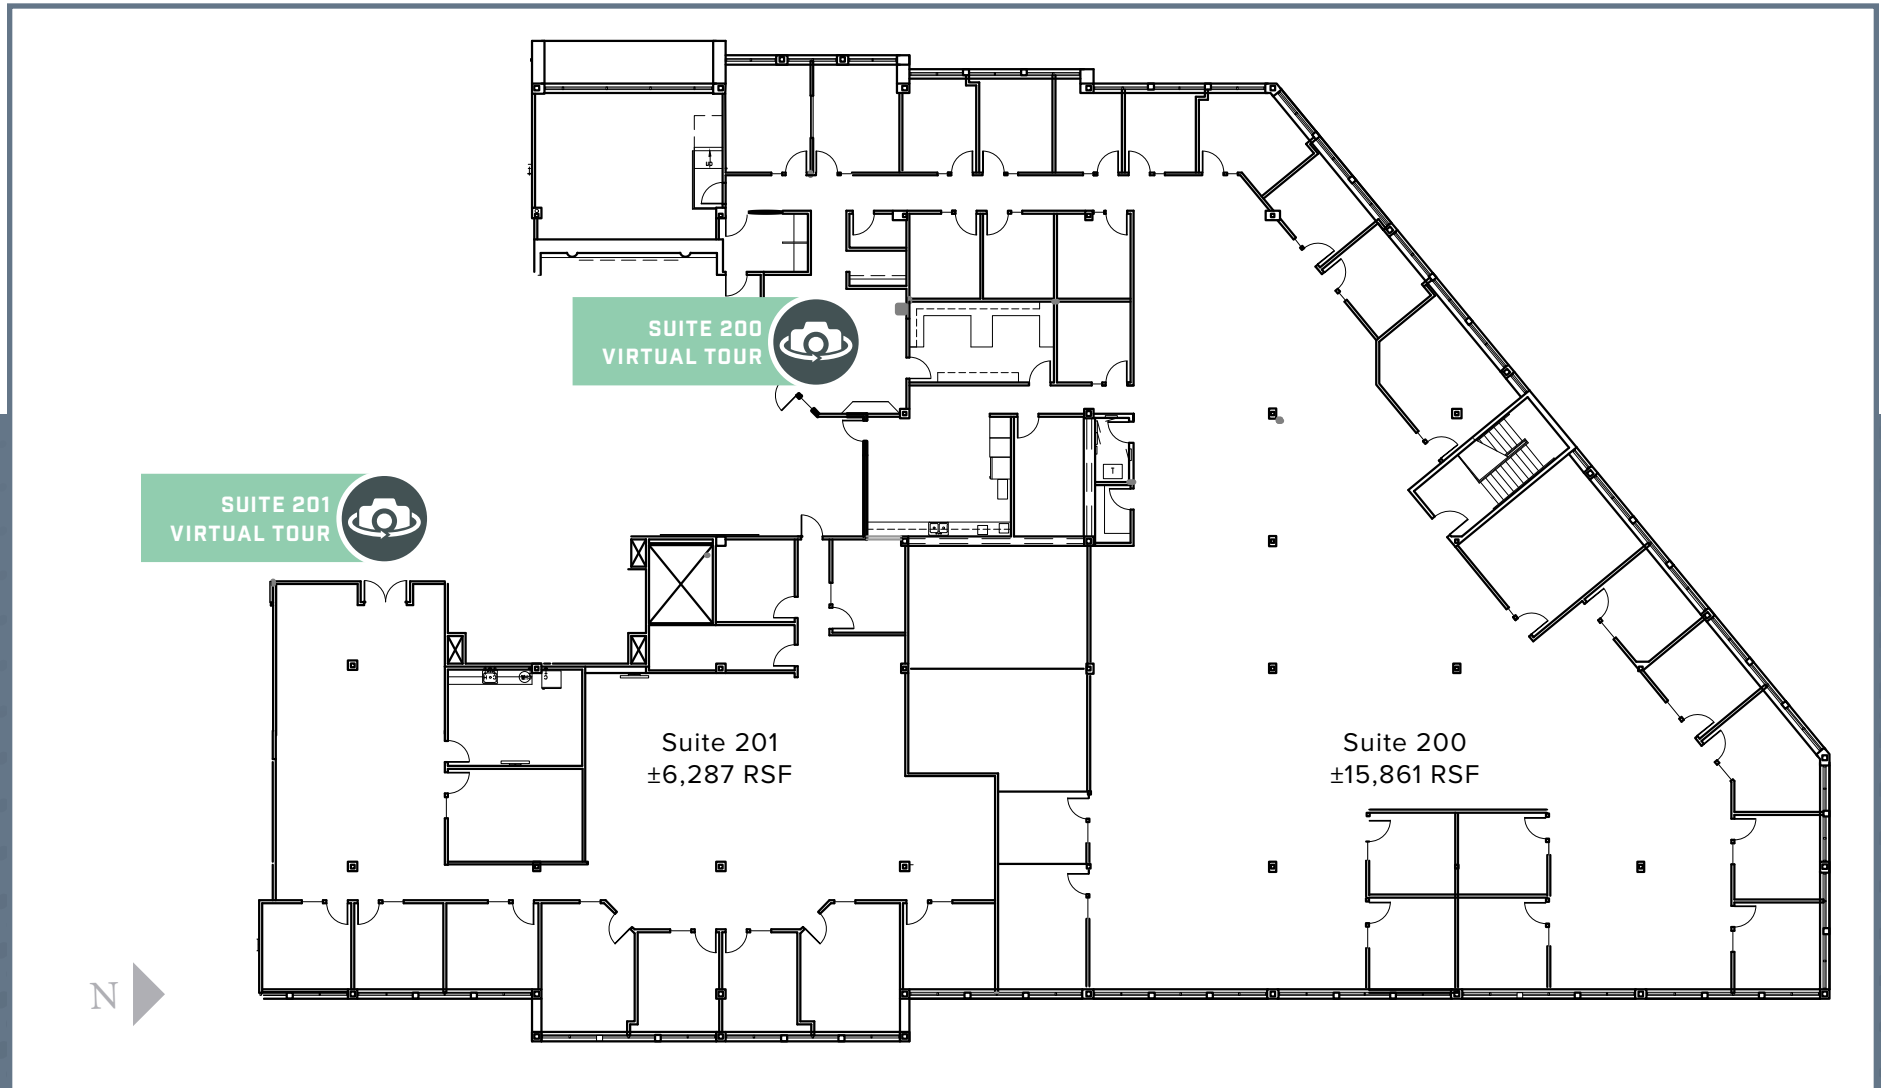 SUITE 200
VIRTUAL TOUR
SUITE 201
VIRTUAL TOUR
T
Suite 201
±6,287 RSF
Suite 200
±15,861 RSF
N